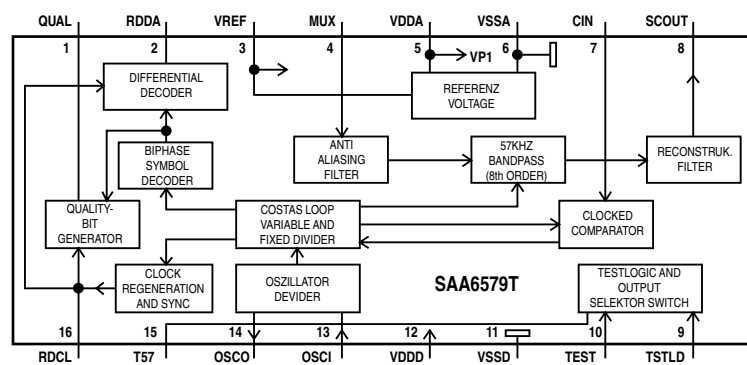 QUAL RDDA VREF MUX VDDA VSSA CIN SCOUT
1 2 3 4 5 6 7 8
VP1
DIFFERENTIAL
DECODER
REFERENZ
VOLTAGE
BIPHASE
SYMBOL
DECODER
ANTI
ALIASING
FILTER
57KHZ
BANDPASS
(8th ORDER)
RECONSTRUK.
FILTER
QUALITY-
BIT
GENERATOR
COSTAS LOOP
VARIABLE AND
FIXED DIVIDER
CLOCKED
COMPARATOR
CLOCK
REGENERATION
AND SYNC
OSZILLATOR
DEVIDER
SAA6579T
TESTLOGIC AND
OUTPUT
SELEKTOR SWITCH
16 15 14 13 12 11 10 9
RDCL T57 OSCO OSCI VDDD VSSD TEST TSTLD